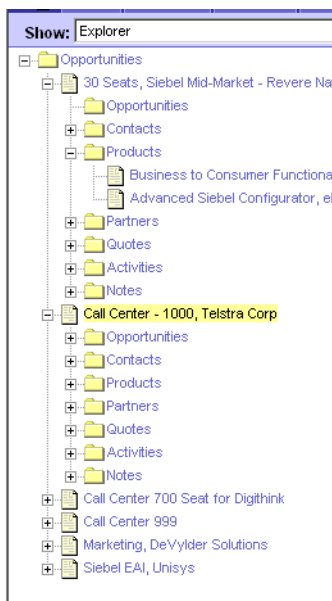 Show: Explorer
Opportunities
30 Seats, Siebel Mid-Market - Revere Na
Opportunities
Contacts
Products
Business to Consumer Functiona
Advanced Siebel Configurator, e
Partners
Quotes
Activities
Notes
Call Center - 1000, Telstra Corp
Opportunities
Contacts
Products
Partners
Quotes
Activities
Notes
Call Center 700 Seat for Digithink
Call Center 999
Marketing, DeVylder Solutions
Siebel EAI, Unisys